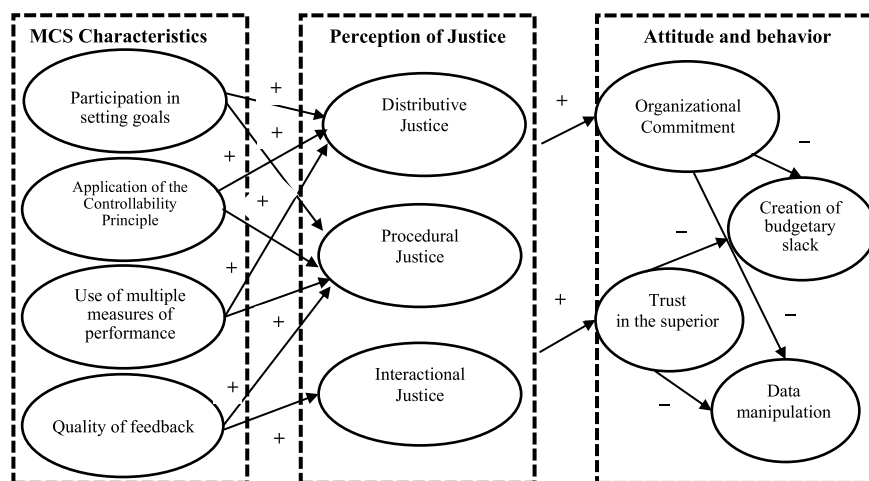 MCS Characteristics
Participation in
setting goals
Application of the
Controllability
Principle
Use of multiple
measures of
performance
Quality of feedback
+
+
+
+
+
+
+
+
Perception of Justice
Distributive
Justice
Procedural
Justice
Interactional
Justice
+
+
Attitude and behavior
Organizational
Commitment
–
Creation of
budgetary
slack
–
Trust
in the superior
–
Data
manipulation
–